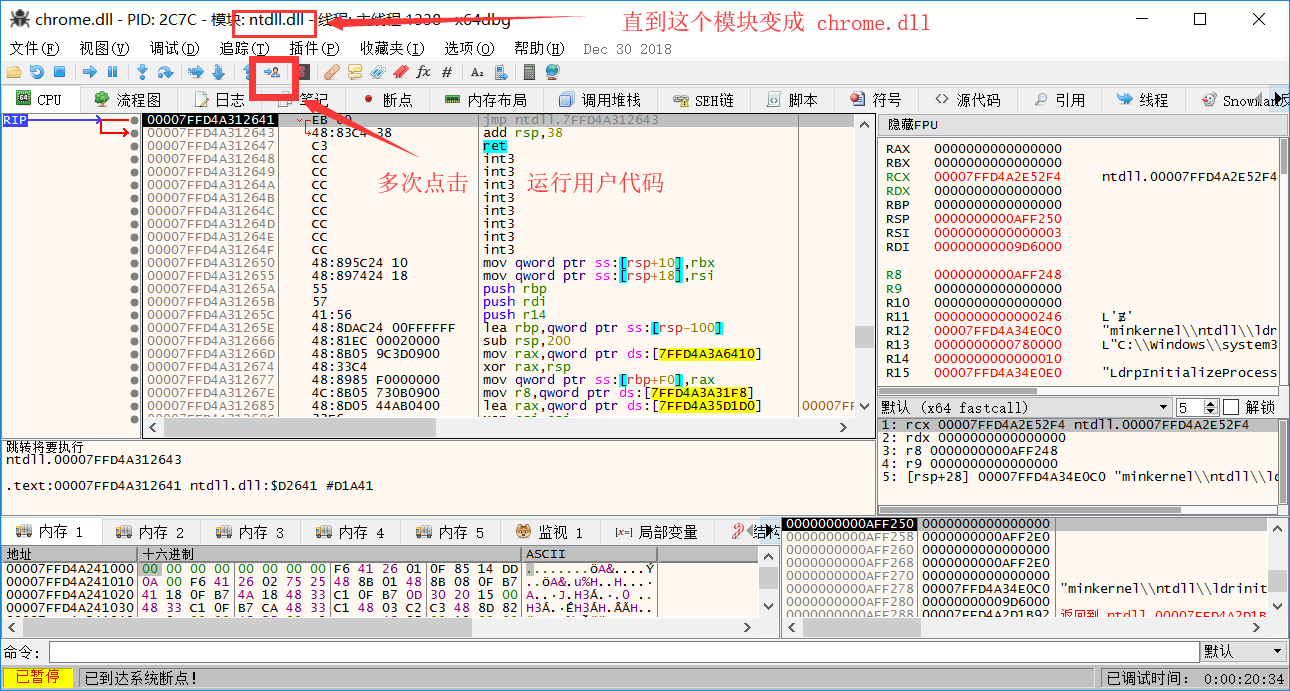 chrome.dll - PID: 2C7C - 模块: ntdll.dll - 线程: 主线程 1338 - x64dbg
直到这个模块变成 chrome.dll
文件(F) 视图(V) 调试(D) 追踪(T) 插件(P) 收藏夹(I) 选项(O) 帮助(H) Dec 30 2018
CPU 流程图 日志 笔记 断点 内存布局 调用堆栈 SEH链 脚本 符号 源代码 引用 线程 Snowman
RIP
00007FFD4A312641 EB 00 jmp ntdll.7FFD4A312643
00007FFD4A312643 48:83C4 38 add rsp,38
00007FFD4A312647 C3 ret
00007FFD4A312648 CC int3
00007FFD4A312649 CC int3
00007FFD4A31264A CC int3
00007FFD4A31264B CC int3
00007FFD4A31264C CC int3
00007FFD4A31264D CC int3
00007FFD4A31264E CC int3
00007FFD4A31264F CC int3
多次点击 运行用户代码
00007FFD4A312650 48:895C24 10 mov qword ptr ss:[rsp+10],rbx
00007FFD4A312655 48:897424 18 mov qword ptr ss:[rsp+18],rsi
00007FFD4A31265A 55 push rbp
00007FFD4A31265B 57 push rdi
00007FFD4A31265C 41:56 push r14
00007FFD4A31265E 48:8DAC24 00FFFFFF lea rbp,qword ptr ss:[rsp-100]
00007FFD4A312666 48:81EC 00020000 sub rsp,200
00007FFD4A31266D 48:8B05 9C3D0900 mov rax,qword ptr ds:[7FFD4A3A6410]
00007FFD4A312674 48:33C4 xor rax,rsp
00007FFD4A312677 48:8985 F0000000 mov qword ptr ss:[rbp+F0],rax
00007FFD4A31267E 4C:8B05 730B0900 mov r8,qword ptr ds:[7FFD4A3A31F8]
00007FFD4A312685 48:8D05 44AB0400 lea rax,qword ptr ds:[7FFD4A35D1D0] 00007FF
隐藏FPU
RAX 0000000000000000
RBX 0000000000000000
RCX 00007FFD4A2E52F4 ntdll.00007FFD4A2E52F4
RDX 0000000000000000
RBP 0000000000000000
RSP 0000000000AFF250
RSI 0000000000000003
RDI 00000000009D6000
R8 0000000000AFF248
R9 0000000000000000
R10 0000000000000000
R11 0000000000000246
R12 00007FFD4A34E0C0 "minkernel\\ntdll\\ldr
R13 0000000000780000 L"C:\\Windows\\system3
R14 0000000000000010
R15 00007FFD4A34E0E0 "LdrpInitializeProcess
默认 (x64 fastcall) 5 解锁
1: rcx 00007FFD4A2E52F4 ntdll.00007FFD4A2E52F4
2: rdx 0000000000000000
3: r8 0000000000AFF248
4: r9 0000000000000000
5: [rsp+28] 00007FFD4A34E0C0 "minkernel\\ntdll\\ld
跳转将要执行
ntdll.00007FFD4A312643
.text:00007FFD4A312641 ntdll.dll:$D2641 #D1A41
内存 1 内存 2 内存 3 内存 4 内存 5 监视 1 局部变量 结构
地址 十六进制 ASCII
00007FFD4A241000 00 00 00 00 00 00 00 00 F6 41 26 01 0F 85 14 DD ........öA&....Ý
00007FFD4A241010 0A 00 F6 41 26 02 75 25 48 8B 01 48 8B 08 0F B7 ..öA&.u%H..H...·
00007FFD4A241020 41 18 0F B7 4A 18 48 33 C1 0F B7 0D 30 20 15 00
00007FFD4A241030 48 33 C1 0F B7 CA 48 33 C1 48 03 C2 C3 48 8D 82 H3Á.·ÊH3ÁH.ÂÃH..
0000000000AFF250 0000000000000000
0000000000AFF258 0000000000AFF2E0
0000000000AFF260 0000000000000000
0000000000AFF268 0000000000AFF2E0
0000000000AFF270 0000000000000000
0000000000AFF278 00007FFD4A34E0C0 "minkernel\\ntdll\\ldrinit
0000000000AFF280 00000000009D6000
0000000000AFF288 00007FFD4A2D1B92 返回到 ntdll.00007FFD4A2D1B
命令: 默认
已暂停 已到达系统断点! 已调试时间: 0:00:20:34